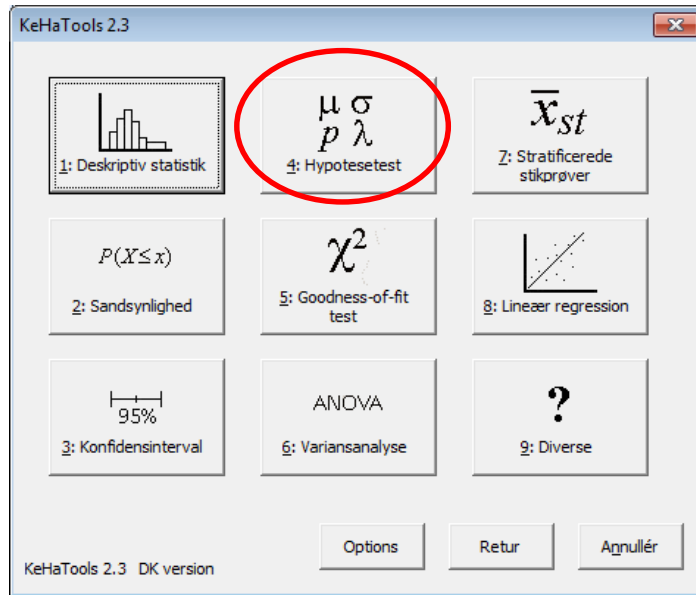 KeHaTools 2.3
1: Deskriptiv statistik
μ σ
p λ
4: Hypotesetest
x̄st
7: Stratificerede
stikprøver
P(X≤x)
2: Sandsynlighed
χ²
5: Goodness-of-fit
test
8: Lineær regression
95%
3: Konfidensinterval
ANOVA
6: Variansanalyse
?
9: Diverse
Options
Retur
Annullér
KeHaTools 2.3 DK version